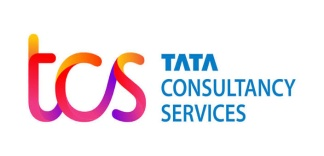 tcs
TATA
CONSULTANCY
SERVICES